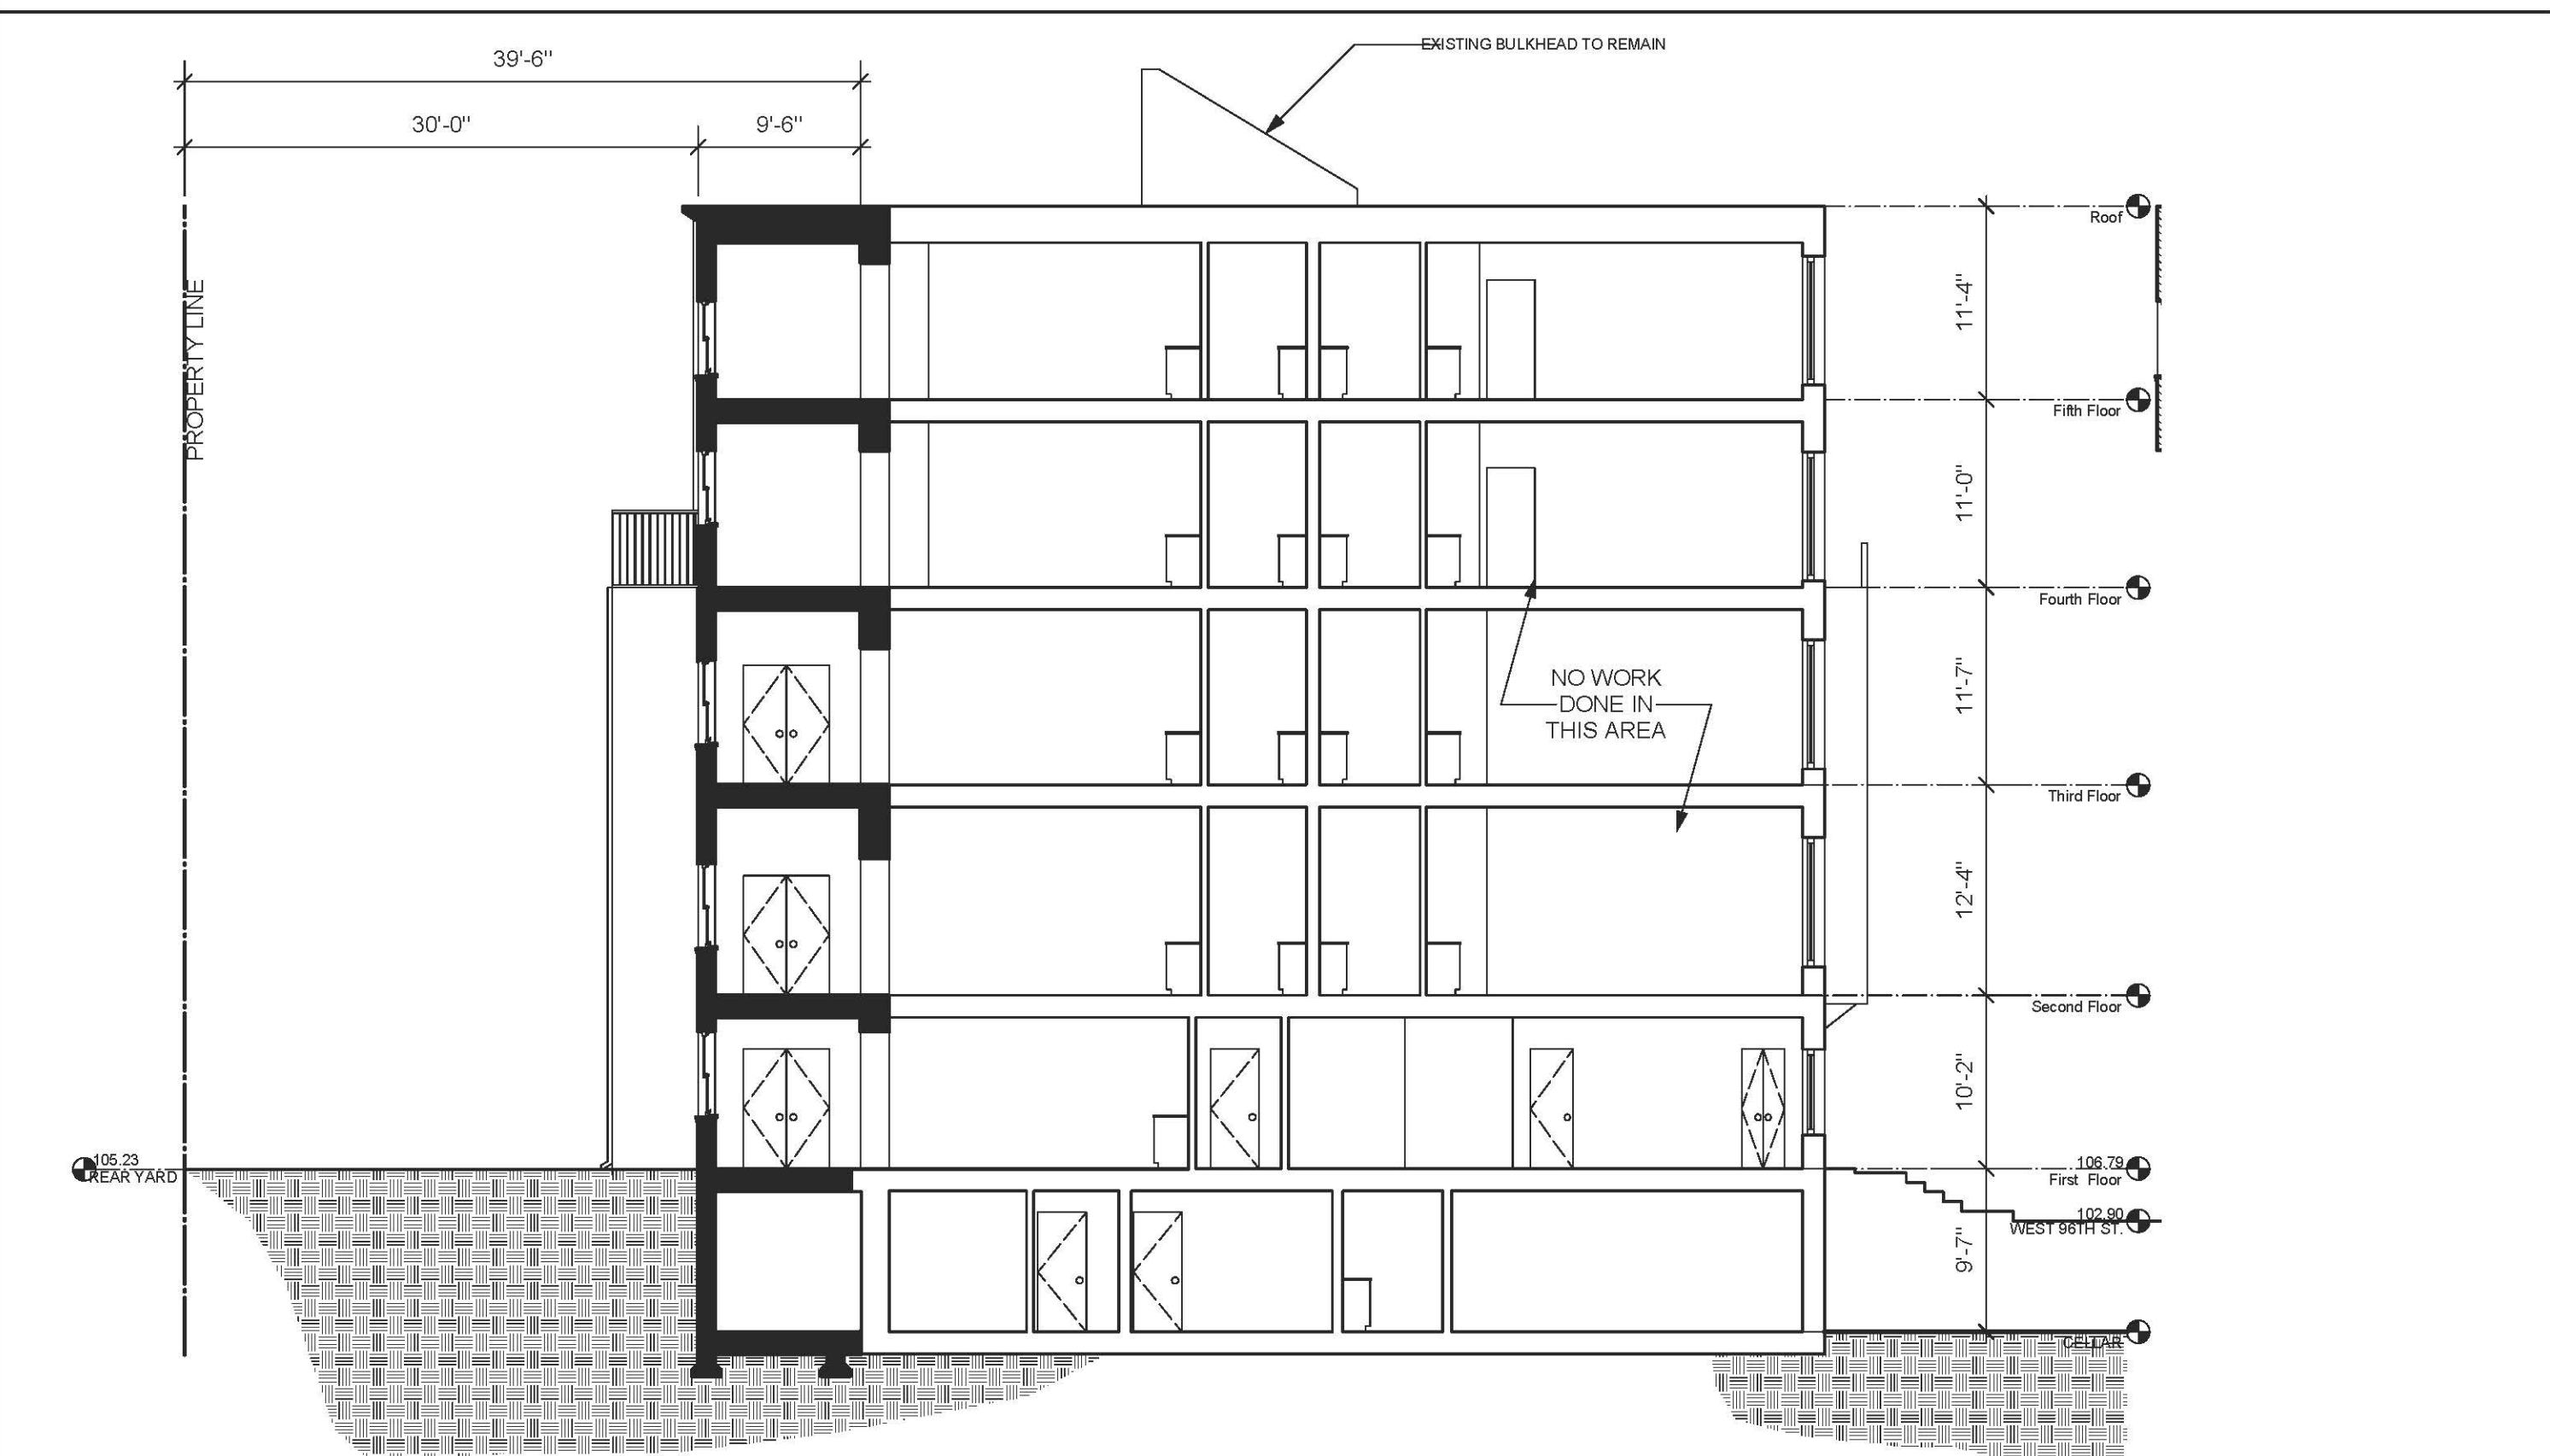 EXISTING BULKHEAD TO REMAIN
39'-6"
30'-0"
9'-6"
PROPERTY LINE
Roof
11'-4"
Fifth Floor
11'-0"
Fourth Floor
NO WORK
DONE IN
THIS AREA
11'-7"
Third Floor
12'-4"
Second Floor
10'-2"
105.23
REAR YARD
106.79
First Floor
102.90
WEST 96TH ST.
9'-7"
CELLAR